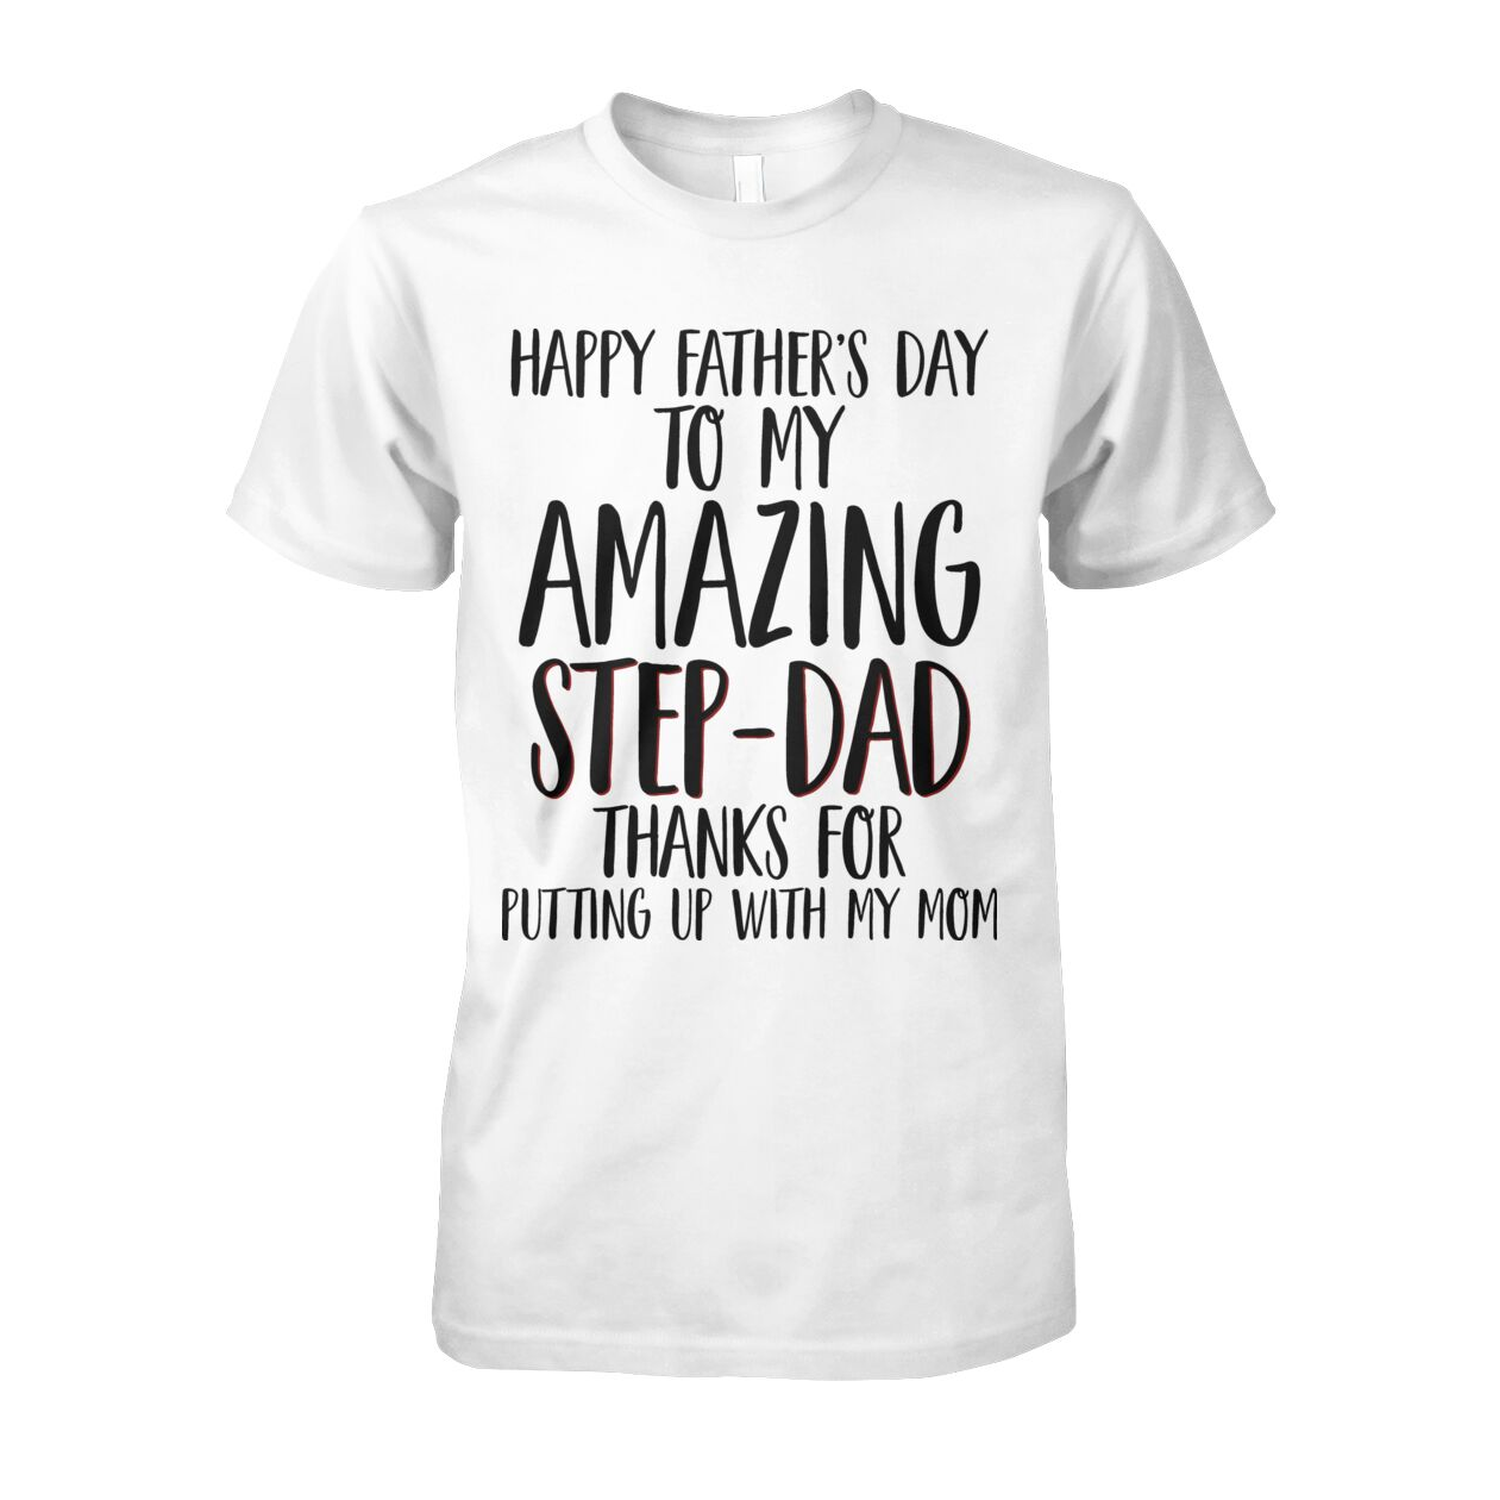 HAPPY FATHER'S DAY
TO MY
AMAZING
STEP-DAD
THANKS FOR
PUTTING UP WITH MY MOM